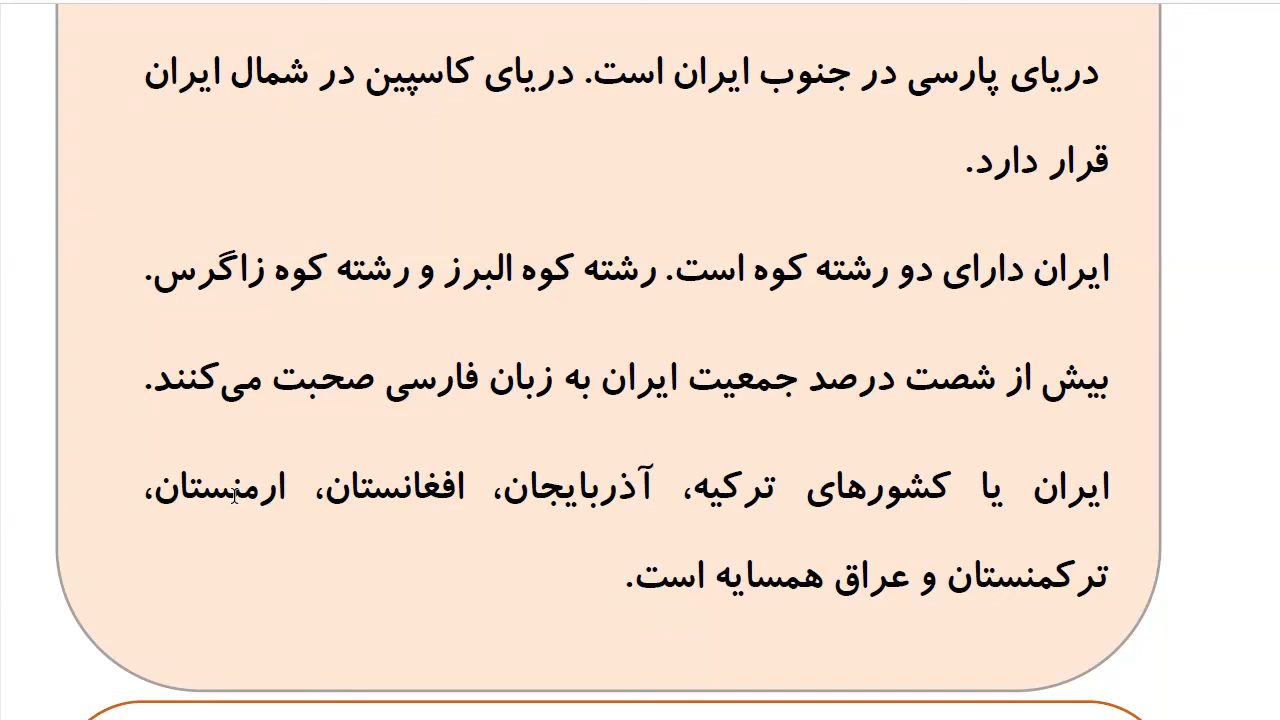 دریای پارسی در جنوب ایران است. دریای کاسپین در شمال ایران
قرار دارد.
ایران دارای دو رشته کوه است. رشته کوه البرز و رشته کوه زاگرس.
بیش از شصت درصد جمعیت ایران به زبان فارسی صحبت می‌کنند.
ایران یا کشورهای ترکیه، آذربایجان، افغانستان، ارمنستان،
ترکمنستان و عراق همسایه است.